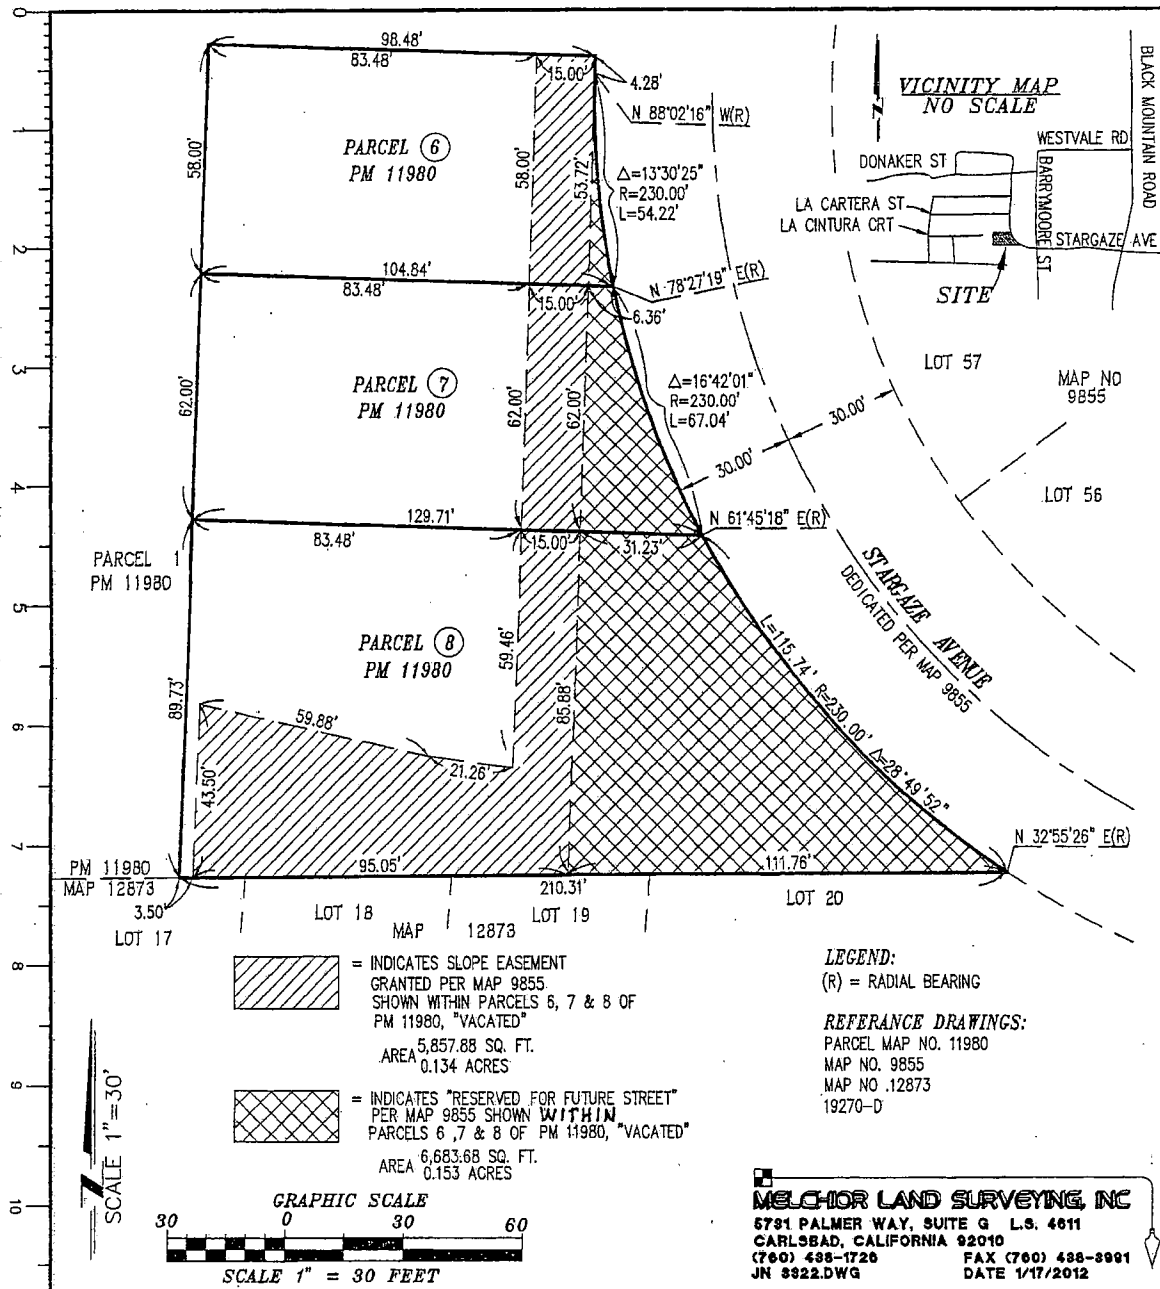 0
1
2
3
4
5
6
7
8
9
10
98.48'
83.48'
15.00'
4.28'
N 88°02'16" W(R)
58.00'
PARCEL 6
PM 11980
58.00'
53.72'
Δ=13°30'25"
R=230.00'
L=54.22'
104.84'
83.48'
15.00'
6.36'
N 78°27'19" E(R)
62.00'
PARCEL 7
PM 11980
62.00'
62.00'
Δ=16°42'01"
R=230.00'
L=67.04'
30.00'
30.00'
129.71'
83.48'
15.00'
31.23'
N 61°45'18" E(R)
PARCEL 1
PM 11980
PARCEL 8
PM 11980
89.73'
59.46'
85.88'
59.88'
21.26'
43.50'
L=115.74' R=230.00' Δ=28°49'52"
STARGAZE AVENUE
DEDICATED PER MAP 9855
N 32°55'26" E(R)
PM 11980
MAP 12873
3.50'
95.05'
111.76'
210.31'
LOT 17
LOT 18
MAP 12873
LOT 19
LOT 20
VICINITY MAP
NO SCALE
N
BLACK MOUNTAIN ROAD
WESTVALE RD
DONAKER ST
BARRYMOORE ST
LA CARTERA ST
LA CINTURA CRT
STARGAZE AVE
SITE
LOT 57
MAP NO
9855
LOT 56
= INDICATES SLOPE EASEMENT
GRANTED PER MAP 9855
SHOWN WITHIN PARCELS 6, 7 & 8 OF
PM 11980, "VACATED"
AREA 5,857.88 SQ. FT.
0.134 ACRES
= INDICATES "RESERVED FOR FUTURE STREET"
PER MAP 9855 SHOWN WITHIN
PARCELS 6 ,7 & 8 OF PM 11980, "VACATED"
AREA 6,683.68 SQ. FT.
0.153 ACRES
LEGEND:
(R) = RADIAL BEARING
REFERANCE DRAWINGS:
PARCEL MAP NO. 11980
MAP NO. 9855
MAP NO .12873
19270-D
N
SCALE 1"=30'
GRAPHIC SCALE
30 0 30 60
SCALE 1" = 30 FEET
MELCHIOR LAND SURVEYING, INC
5731 PALMER WAY, SUITE G L.S. 4611
CARLSBAD, CALIFORNIA 92010
(760) 438-1726 FAX (760) 438-3991
JN 3322.DWG DATE 1/17/2012